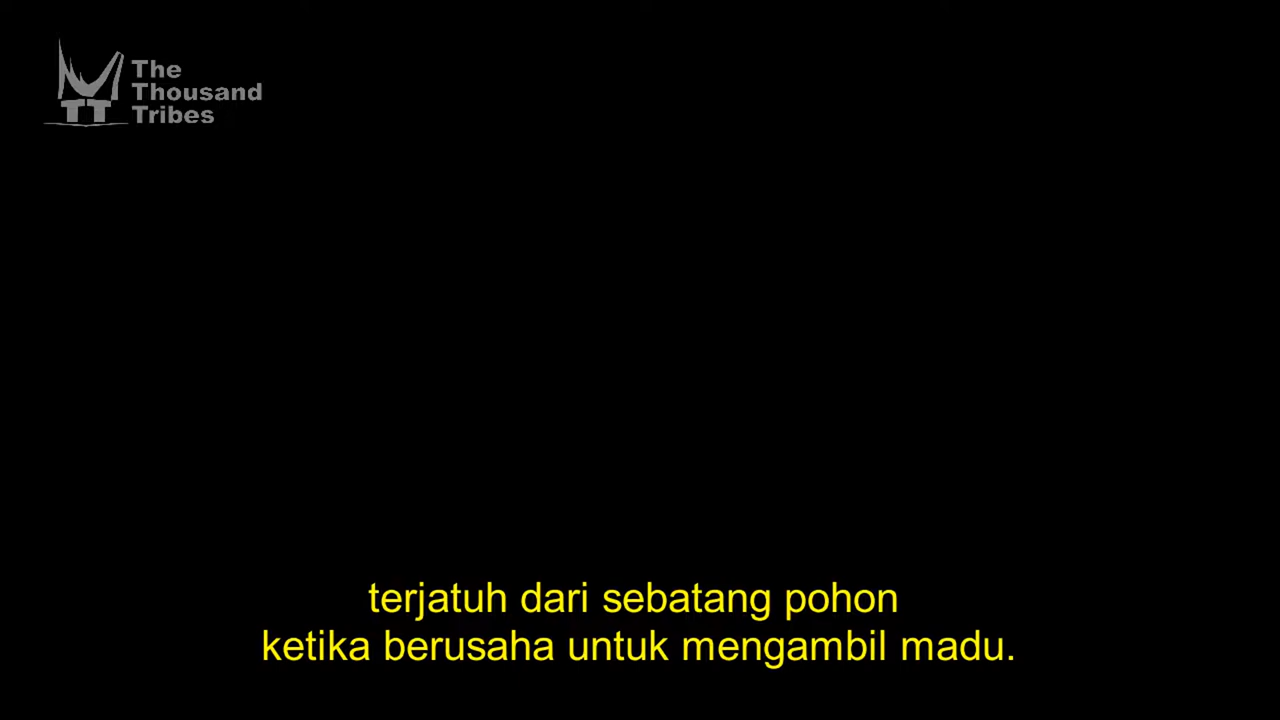 The
Thousand
Tribes
terjatuh dari sebatang pohon
ketika berusaha untuk mengambil madu.